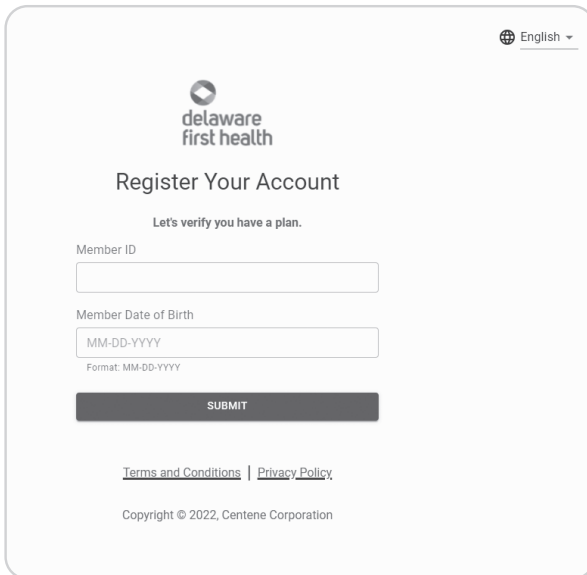 English
delaware
first health
Register Your Account
Let's verify you have a plan.
Member ID
Member Date of Birth
MM-DD-YYYY
Format: MM-DD-YYYY
SUBMIT
Terms and Conditions | Privacy Policy
Copyright © 2022, Centene Corporation